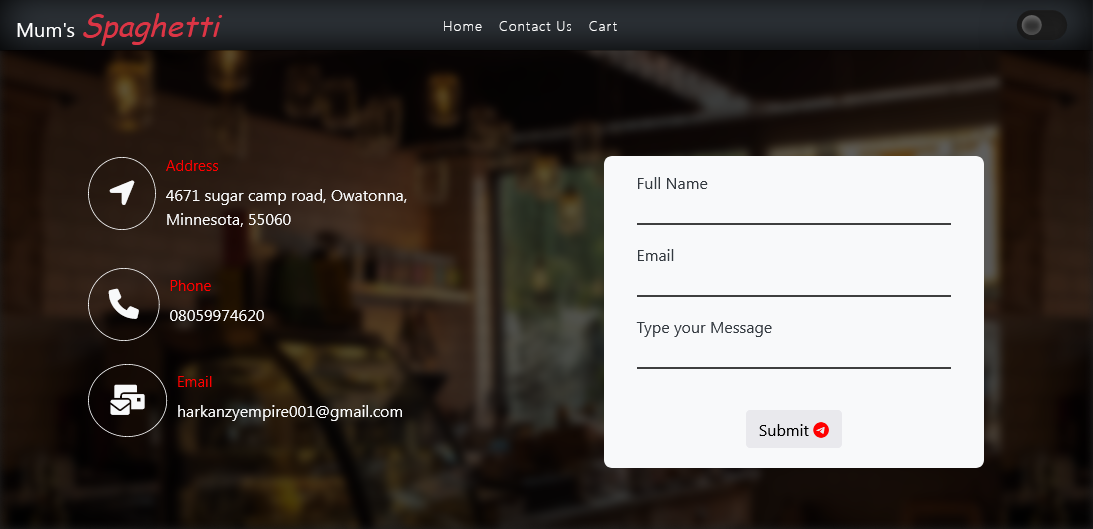 Mum's Spaghetti
Home Contact Us Cart
Address
4671 sugar camp road, Owatonna,
Minnesota, 55060
Phone
08059974620
Email
harkanzyempire001@gmail.com
Full Name
Email
Type your Message
Submit